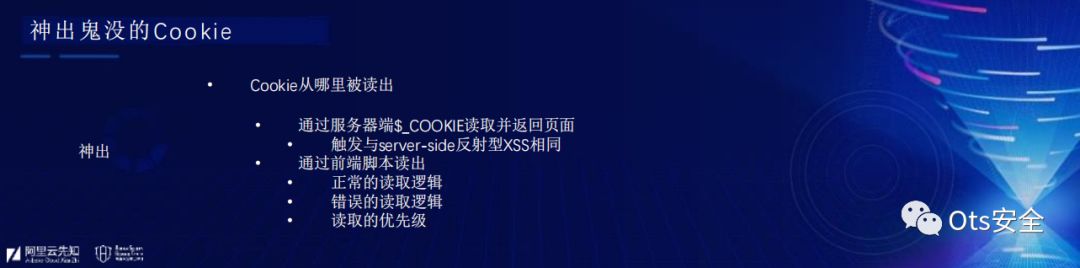 神出鬼没的Cookie
• Cookie从哪里被读出
• 通过服务器端$_COOKIE读取并返回页面
• 触发与server-side反射型XSS相同
神出
• 通过前端脚本读出
• 正常的读取逻辑
• 错误的读取逻辑
• 读取的优先级
Ots安全
阿里云先知